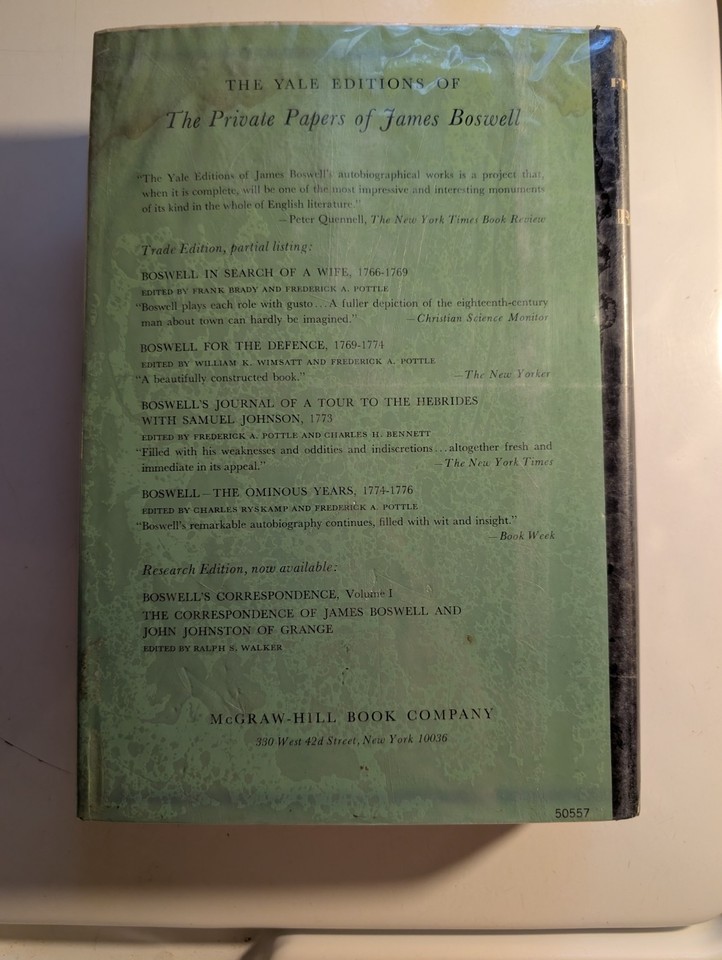 THE YALE EDITIONS OF
The Private Papers of James Boswell
"The Yale Editions of James Boswell's autobiographical works is a project that,
when it is complete, will be one of the most impressive and interesting monuments
of its kind in the whole of English literature."
—Peter Quennell, The New York Times Book Review
Trade Edition, partial listing:
BOSWELL IN SEARCH OF A WIFE, 1766-1769
EDITED BY FRANK BRADY AND FREDERICK A. POTTLE
"Boswell plays each role with gusto...A fuller depiction of the eighteenth-century
man about town can hardly be imagined." —Christian Science Monitor
BOSWELL FOR THE DEFENCE, 1769-1774
EDITED BY WILLIAM K. WIMSATT AND FREDERICK A. POTTLE
"A beautifully constructed book." —The New Yorker
BOSWELL'S JOURNAL OF A TOUR TO THE HEBRIDES
WITH SAMUEL JOHNSON, 1773
EDITED BY FREDERICK A. POTTLE AND CHARLES H. BENNETT
"Filled with his weaknesses and oddities and indiscretions...altogether fresh and
immediate in its appeal." —The New York Times
BOSWELL—THE OMINOUS YEARS, 1774-1776
EDITED BY CHARLES RYSKAMP AND FREDERICK A. POTTLE
"Boswell's remarkable autobiography continues, filled with wit and insight."
—Book Week
Research Edition, now available:
BOSWELL'S CORRESPONDENCE, Volume I
THE CORRESPONDENCE OF JAMES BOSWELL AND
JOHN JOHNSTON OF GRANGE
EDITED BY RALPH S. WALKER
McGRAW-HILL BOOK COMPANY
330 West 42d Street, New York 10036
50557